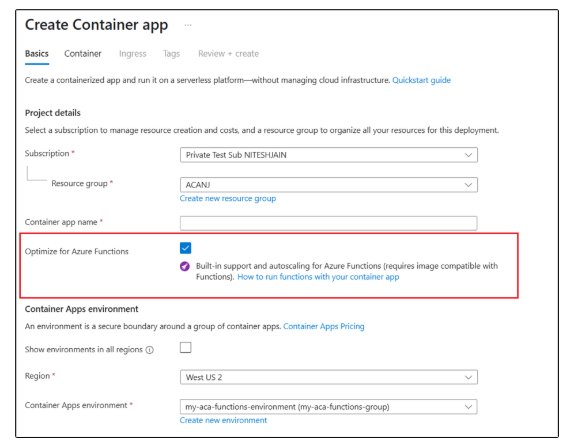 Create Container app ...
Basics Container Ingress Tags Review + create
Create a containerized app and run it on a serverless platform—without managing cloud infrastructure. Quickstart guide
Project details
Select a subscription to manage resource creation and costs, and a resource group to organize all your resources for this deployment.
Subscription *
Private Test Sub NITESHJAIN
Resource group *
ACANJ
Create new resource group
Container app name *
Optimize for Azure Functions
Built-in support and autoscaling for Azure Functions (requires image compatible with
Functions). How to run functions with your container app
Container Apps environment
An environment is a secure boundary around a group of container apps. Container Apps Pricing
Show environments in all regions
Region *
West US 2
Container Apps environment *
my-aca-functions-environment (my-aca-functions-group)
Create new environment